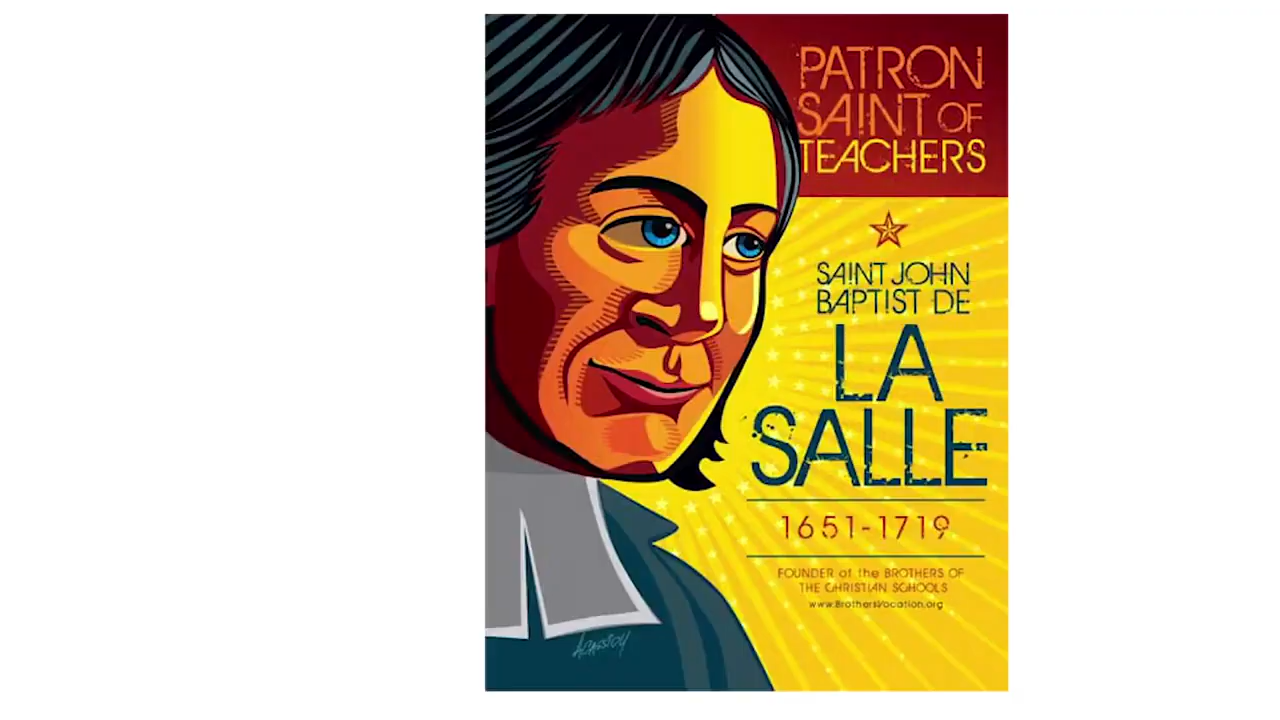 PATRON
SAINT OF
TEACHERS
SAINT JOHN
BAPTIST DE
LA
SALLE
1651-1719
FOUNDER of the BROTHERS OF
THE CHRISTIAN SCHOOLS
www.BrothersVocation.org